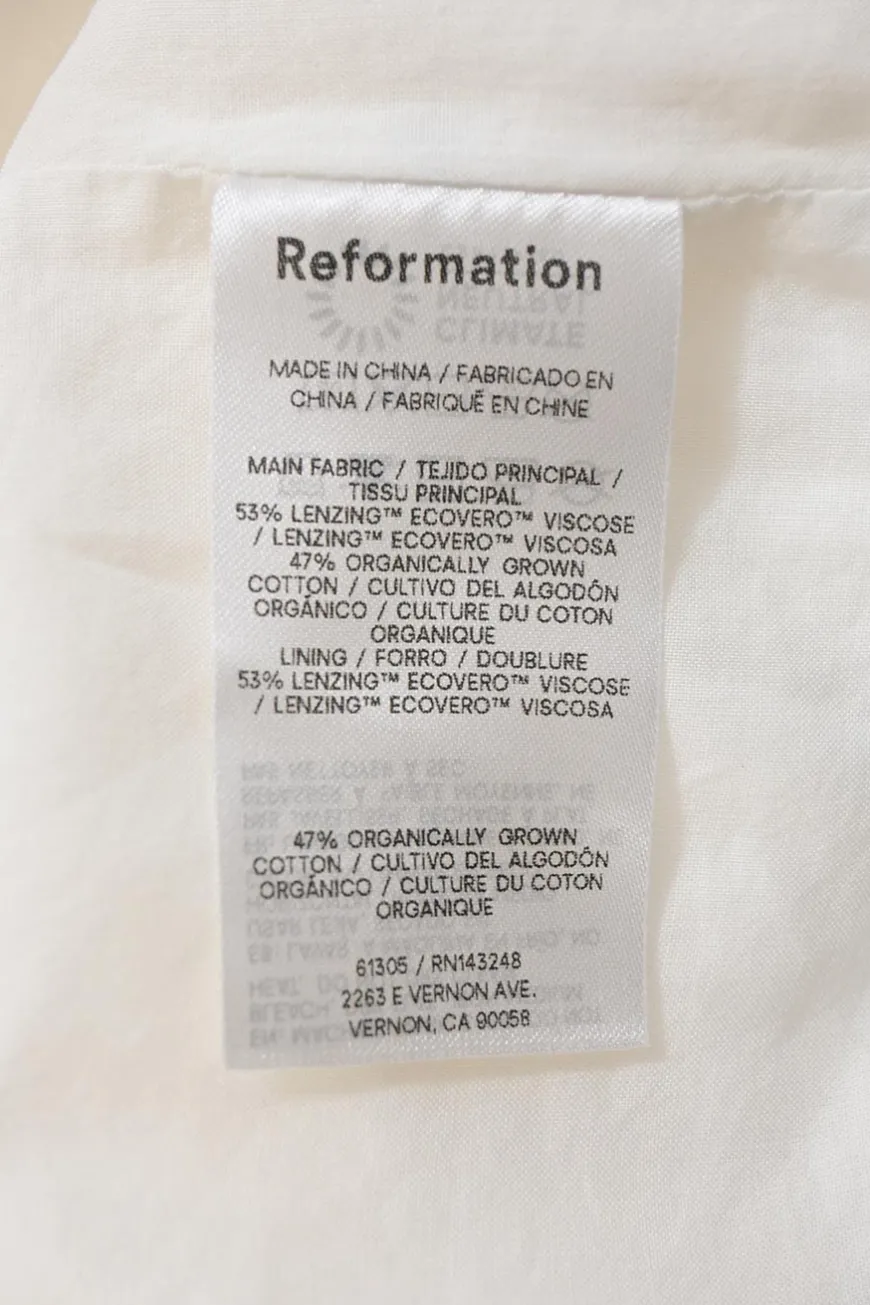 Reformation
MADE IN CHINA / FABRICADO EN
CHINA / FABRIQUÉ EN CHINE
MAIN FABRIC / TEJIDO PRINCIPAL /
TISSU PRINCIPAL
53% LENZING™ ECOVERO™ VISCOSE
/ LENZING™ ECOVERO™ VISCOSA
47% ORGANICALLY GROWN
COTTON / CULTIVO DEL ALGODÓN
ORGÁNICO / CULTURE DU COTON
ORGANIQUE
LINING / FORRO / DOUBLURE
53% LENZING™ ECOVERO™ VISCOSE
/ LENZING™ ECOVERO™ VISCOSA
47% ORGANICALLY GROWN
COTTON / CULTIVO DEL ALGODÓN
ORGÁNICO / CULTURE DU COTON
ORGANIQUE
61305 / RN143248
2263 E VERNON AVE.
VERNON, CA 90058